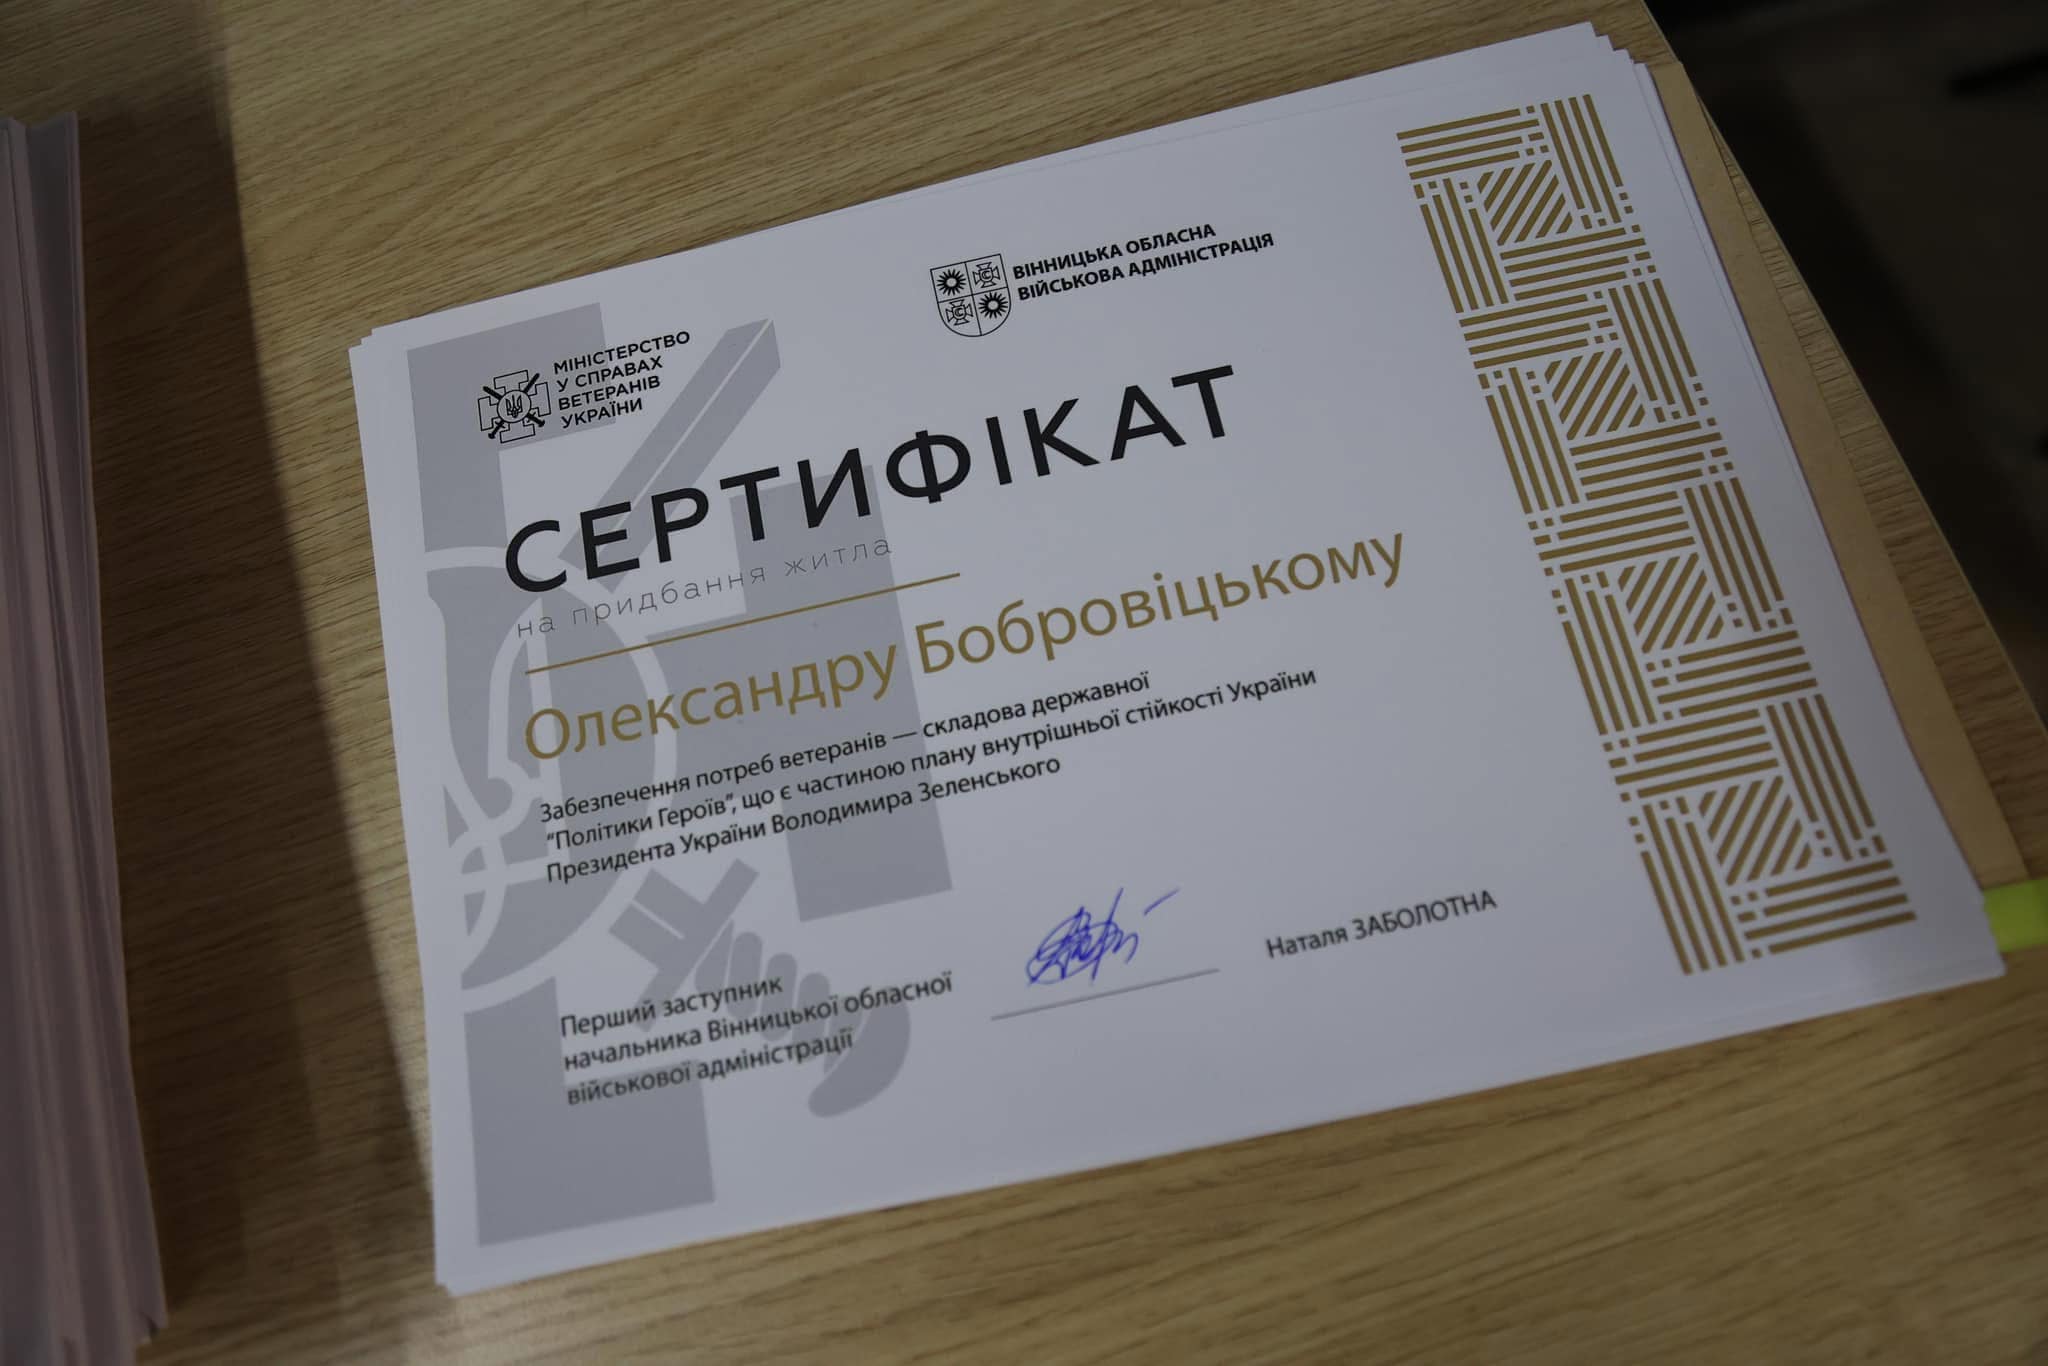 МІНІСТЕРСТВО
У СПРАВАХ
ВЕТЕРАНІВ
УКРАЇНИ
ВІННИЦЬКА ОБЛАСНА
ВІЙСЬКОВА АДМІНІСТРАЦІЯ
СЕРТИФІКАТ
на придбання житла
Олександру Бобровіцькому
Забезпечення потреб ветеранів — складова державної
“Політики Героїв”, що є частиною плану внутрішньої стійкості України
Президента України Володимира Зеленського
Перший заступник
начальника Вінницької обласної
військової адміністрації
Наталя ЗАБОЛОТНА